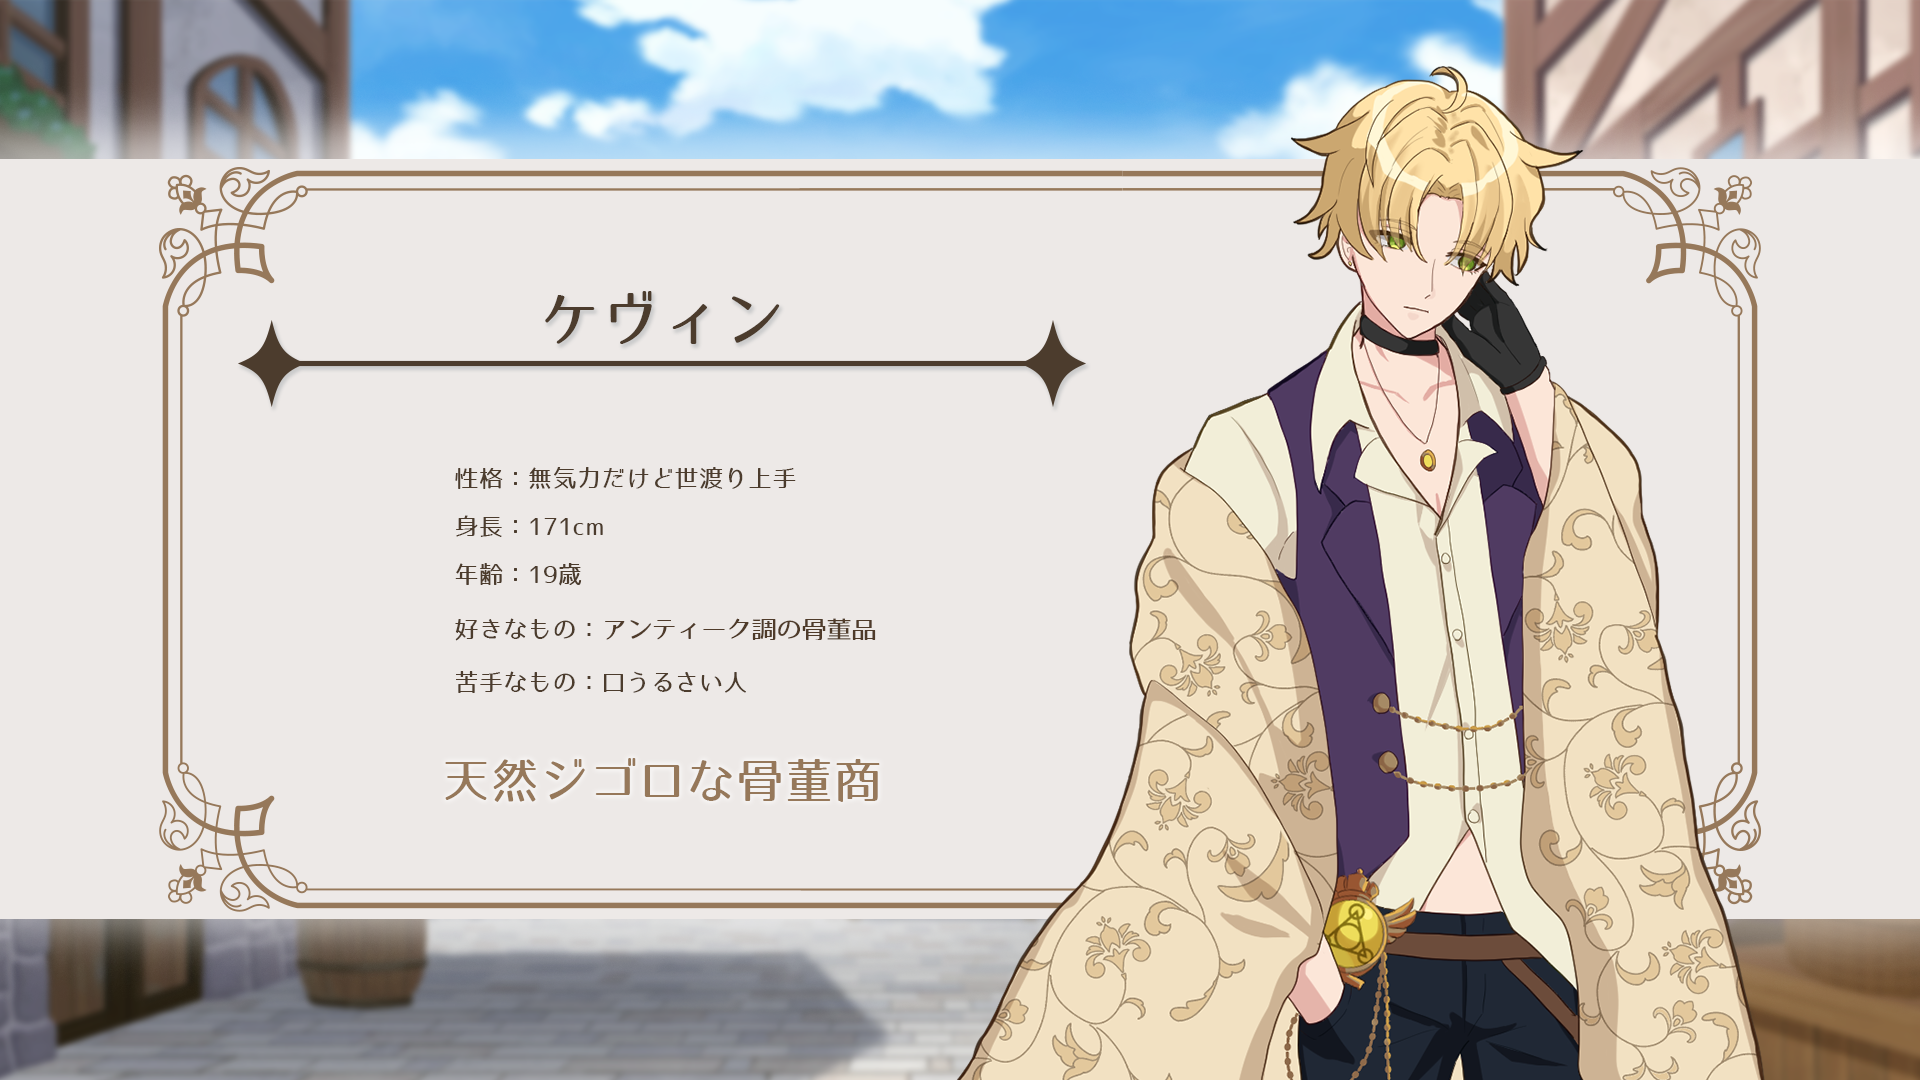 ケヴィン
性格：無気力だけど世渡り上手
身長：171cm
年齢：19歳
好きなもの：アンティーク調の骨董品
苦手なもの：口うるさい人
天然ジゴロな骨董商